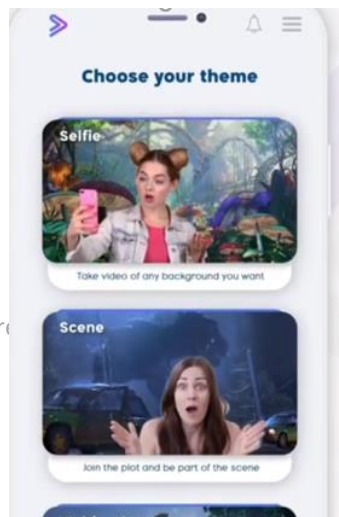 Choose your theme
Selfie
Take video of any background you want
Scene
Join the plot and be part of the scene